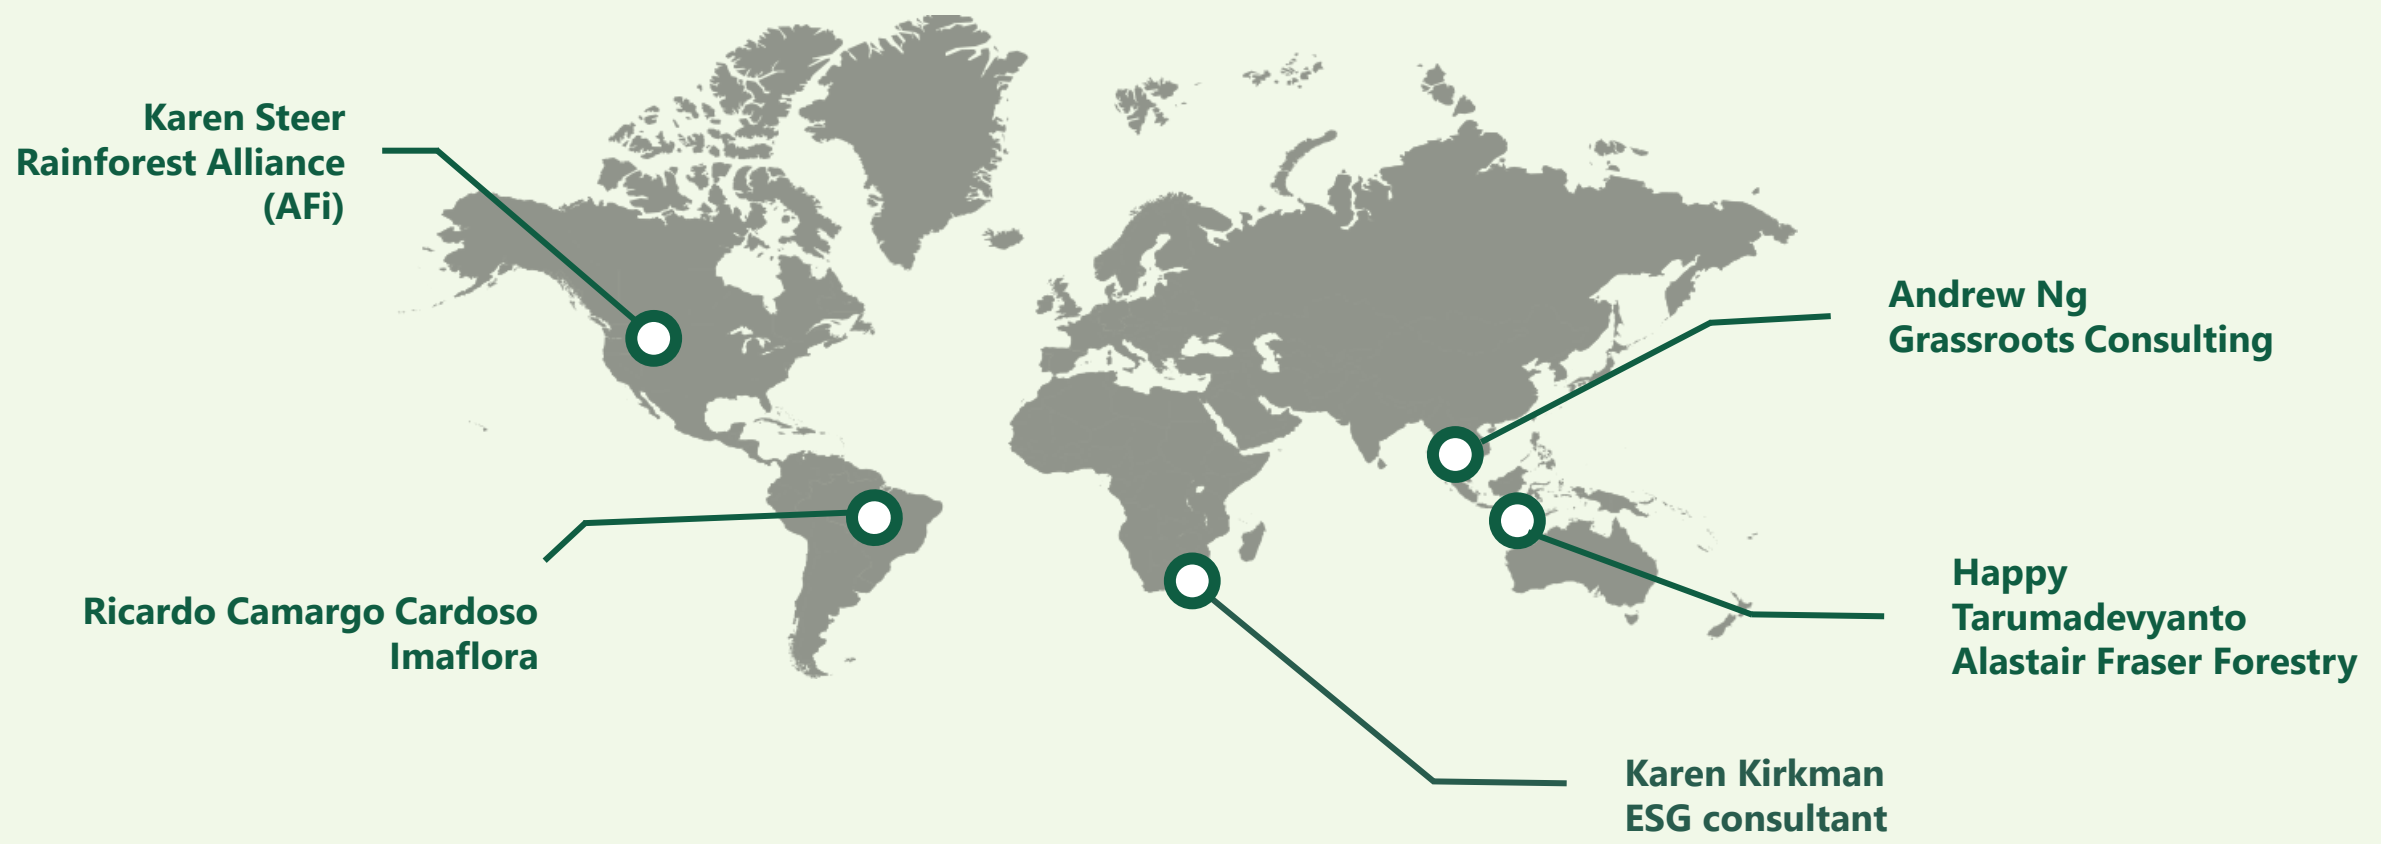 Karen Steer
Rainforest Alliance
(AFi)
Andrew Ng
Grassroots Consulting
Ricardo Camargo Cardoso
Imaflora
Happy
Tarumadevyanto
Alastair Fraser Forestry
Karen Kirkman
ESG consultant